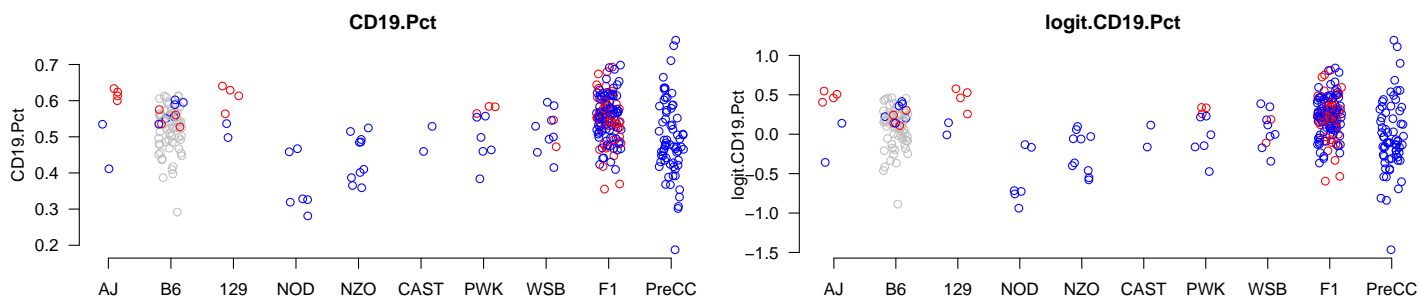 CD19.Pct
CD19.Pct
0.7
0.6
0.5
0.4
0.3
0.2
AJ B6 129 NOD NZO CAST PWK WSB F1 PreCC
logit.CD19.Pct
logit.CD19.Pct
1.0
0.5
0.0
−0.5
−1.0
−1.5
AJ B6 129 NOD NZO CAST PWK WSB F1 PreCC